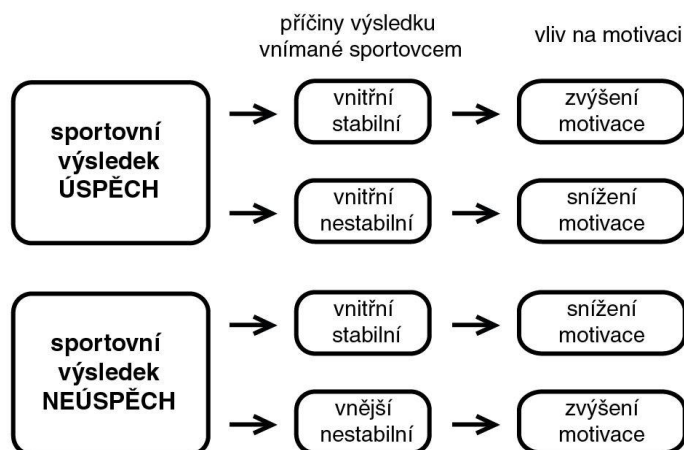 příčiny výsledku
vnímané sportovcem
vliv na motivaci
sportovní
výsledek
ÚSPĚCH
vnitřní
stabilní
zvýšení
motivace
vnitřní
nestabilní
snížení
motivace
sportovní
výsledek
NEÚSPĚCH
vnitřní
stabilní
snížení
motivace
vnější
nestabilní
zvýšení
motivace